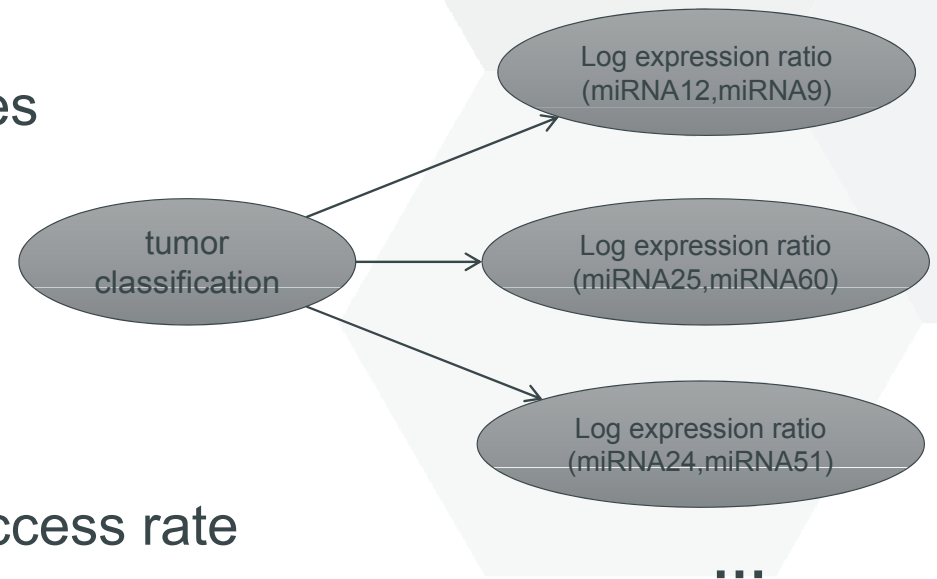 es
tumor
classification
Log expression ratio
(miRNA12,miRNA9)
Log expression ratio
(miRNA25,miRNA60)
Log expression ratio
(miRNA24,miRNA51)
ccess rate
...